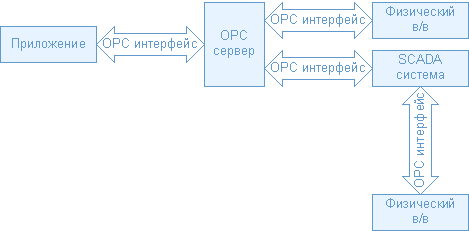 Приложение
OPC интерфейс
OPC
сервер
OPC интерфейс
Физический
в/в
OPC интерфейс
SCADA
система
OPC интерфейс
Физический
в/в